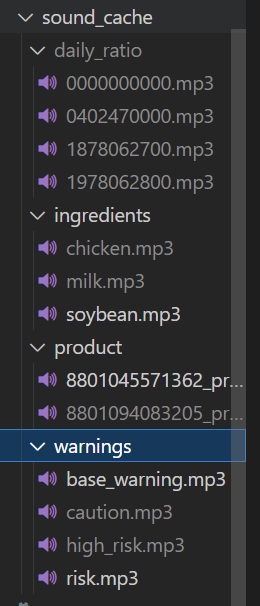 sound_cache
daily_ratio
0000000000.mp3
0402470000.mp3
1878062700.mp3
1978062800.mp3
ingredients
chicken.mp3
milk.mp3
soybean.mp3
product
8801045571362_pr...
8801094083205_pr...
warnings
base_warning.mp3
caution.mp3
high_risk.mp3
risk.mp3